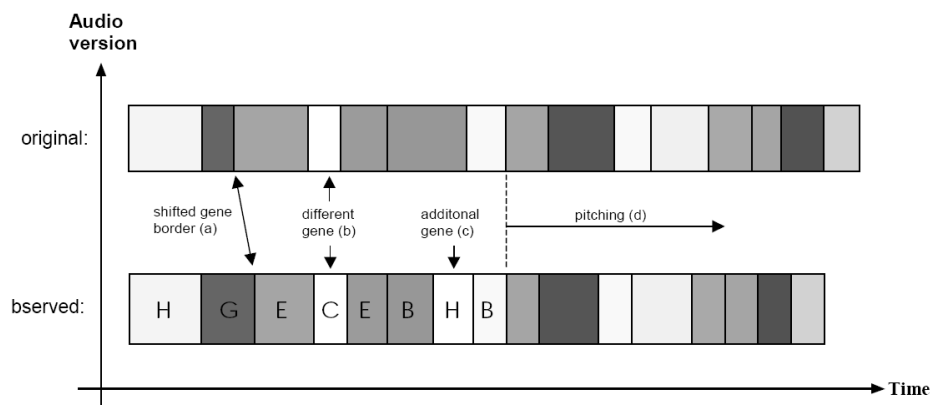 Audio
version
original:
shifted gene
border (a)
different
gene (b)
additonal
gene (c)
pitching (d)
bserved:
H G E C E B H B
Time